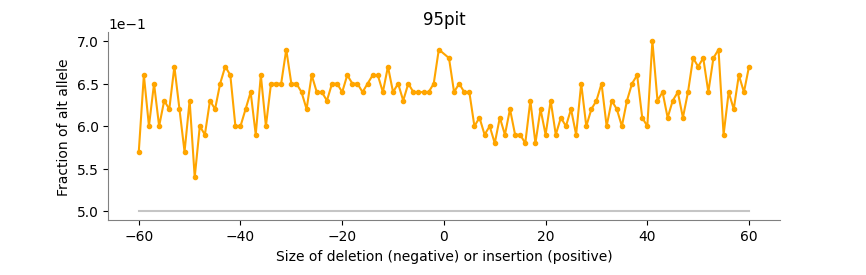 95pit
1e−1
7.0
6.5
6.0
5.5
5.0
Fraction of alt allele
−60 −40 −20 0 20 40 60
Size of deletion (negative) or insertion (positive)